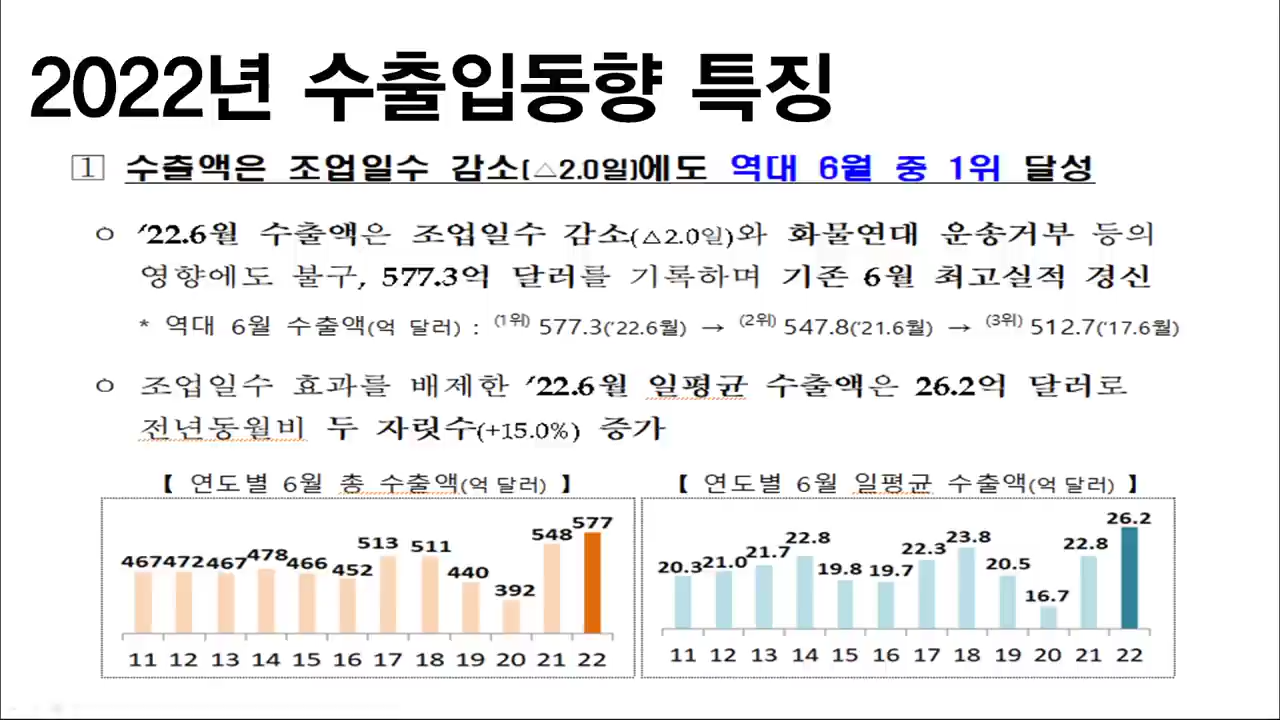 2022년 수출입동향 특징
1 수출액은 조업일수 감소(△2.0일)에도 역대 6월 중 1위 달성
ㅇ ′22.6월 수출액은 조업일수 감소(△2.0일)와 화물연대 운송거부 등의
영향에도 불구, 577.3억 달러를 기록하며 기존 6월 최고실적 경신
* 역대 6월 수출액(억 달러) : (1위) 577.3(′22.6월) → (2위) 547.8(′21.6월) → (3위) 512.7(′17.6월)
ㅇ 조업일수 효과를 배제한 ′22.6월 일평균 수출액은 26.2억 달러로
전년동월비 두 자릿수(+15.0%) 증가
【 연도별 6월 총 수출액(억 달러) 】
467 472 467 478 466 452 513 511 440 392 548 577
11 12 13 14 15 16 17 18 19 20 21 22
【 연도별 6월 일평균 수출액(억 달러) 】
20.3 21.0 21.7 22.8 19.8 19.7 22.3 23.8 20.5 16.7 22.8 26.2
11 12 13 14 15 16 17 18 19 20 21 22